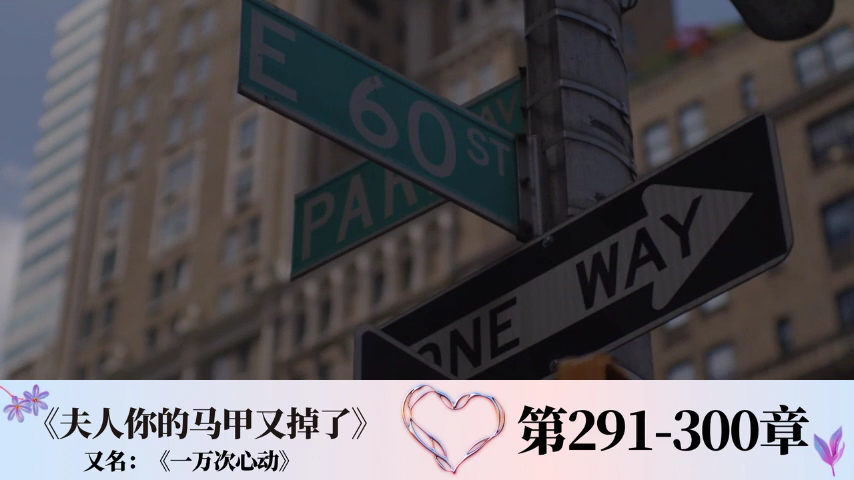 E 60 ST
PARK AV
ONE WAY
《夫人你的马甲又掉了》
又名：《一万次心动》
第291-300章